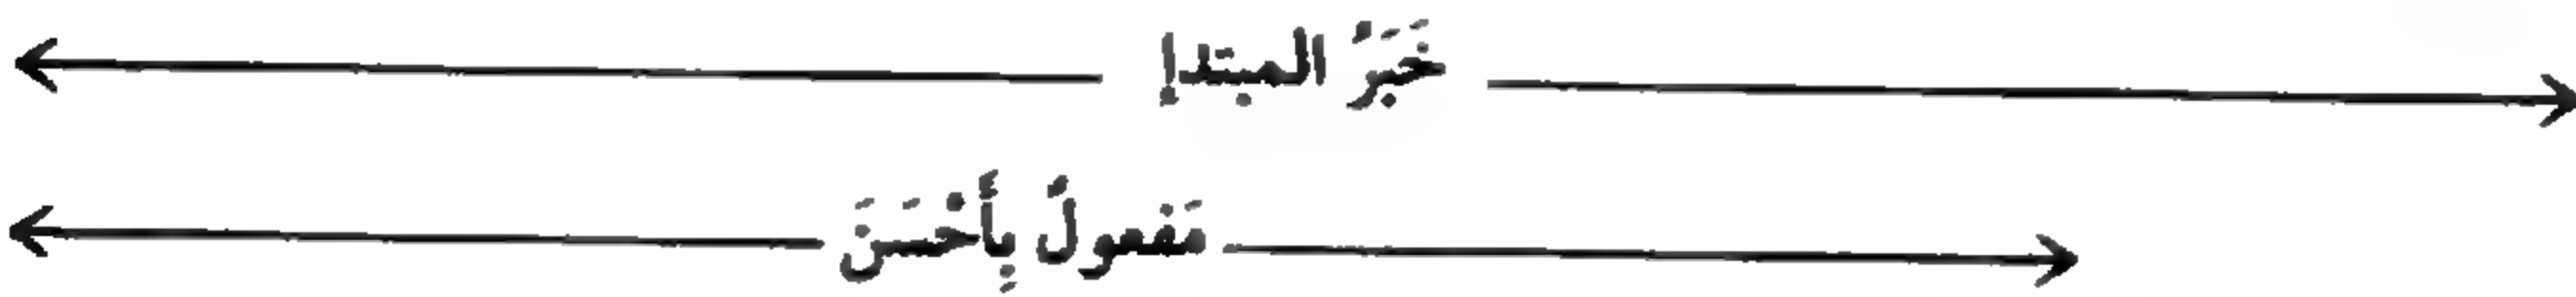 خَبَرُ المبتدإ
مَفعولٌ بِأَحْسَنَ